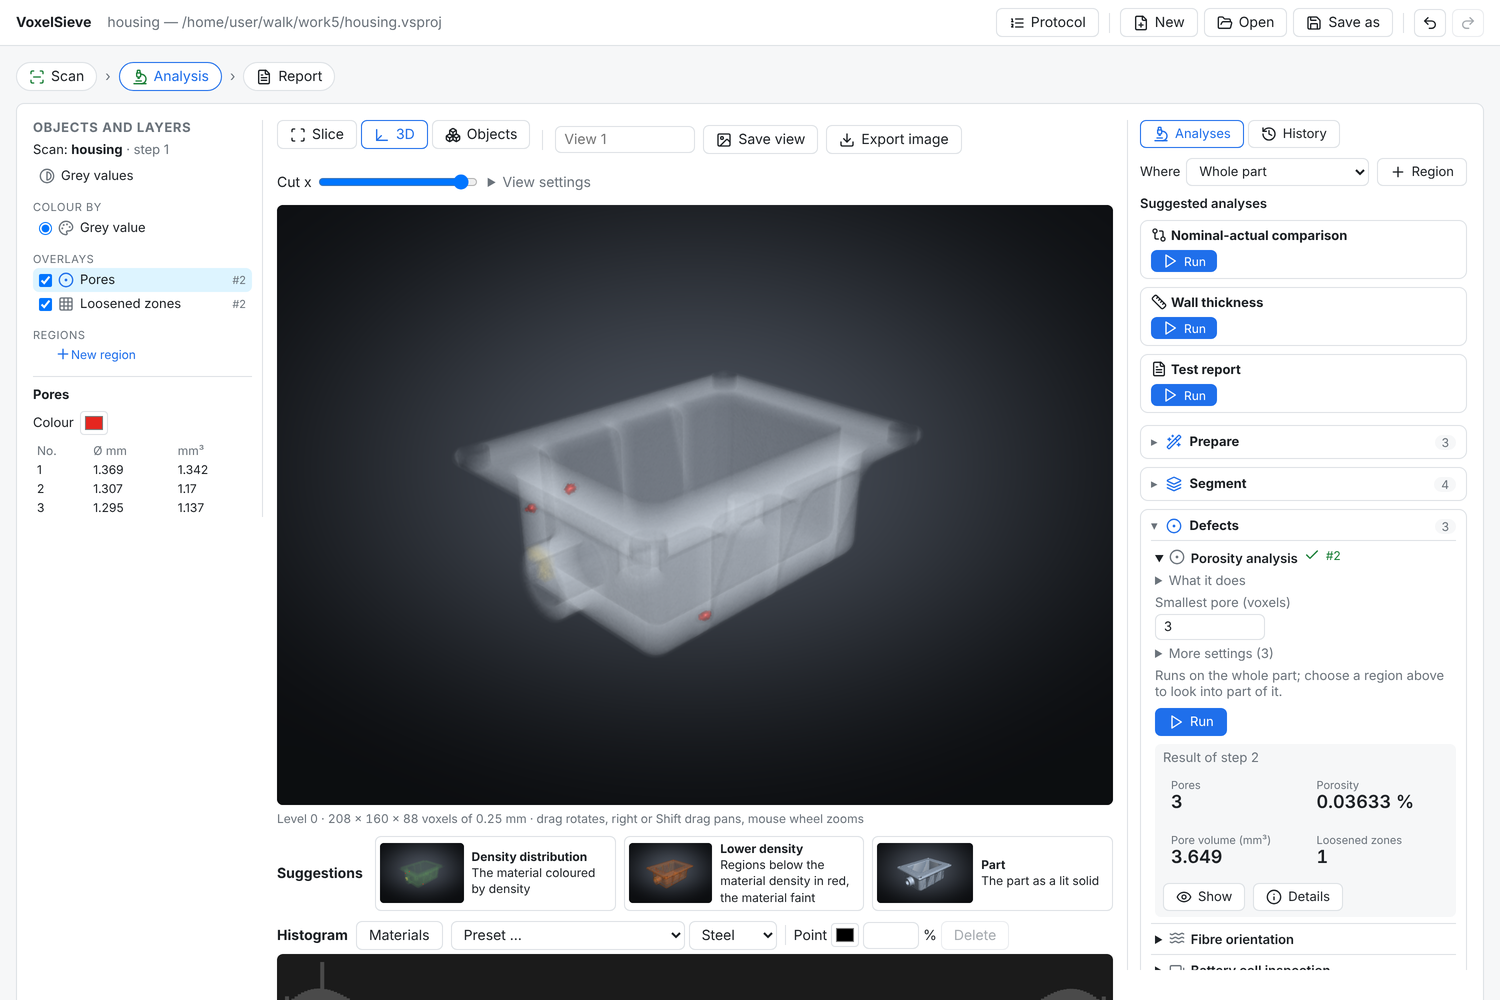 VoxelSieve housing — /home/user/walk/work5/housing.vsproj Protocol New Open Save as
Scan › Analysis › Report
OBJECTS AND LAYERS
Scan: housing · step 1
Grey values
COLOUR BY
Grey value
OVERLAYS
Pores #2
Loosened zones #2
REGIONS
New region
Pores
Colour
No. Ø mm mm³
1 1.369 1.342
2 1.307 1.17
3 1.295 1.137
Slice 3D Objects View 1 Save view Export image
Cut x View settings
Level 0 · 208 × 160 × 88 voxels of 0.25 mm · drag rotates, right or Shift drag pans, mouse wheel zooms
Suggestions
Density distribution
The material coloured
by density
Lower density
Regions below the
material density in red,
the material faint
Part
The part as a lit solid
Histogram Materials Preset ... Steel Point % Delete
Analyses History
Where Whole part Region
Suggested analyses
Nominal-actual comparison
Run
Wall thickness
Run
Test report
Run
Prepare 3
Segment 4
Defects 3
Porosity analysis #2
What it does
Smallest pore (voxels)
3
More settings (3)
Runs on the whole part; choose a region above
to look into part of it.
Run
Result of step 2
Pores Porosity
3 0.03633 %
Pore volume (mm³) Loosened zones
3.649 1
Show Details
Fibre orientation
Battery cell inspection